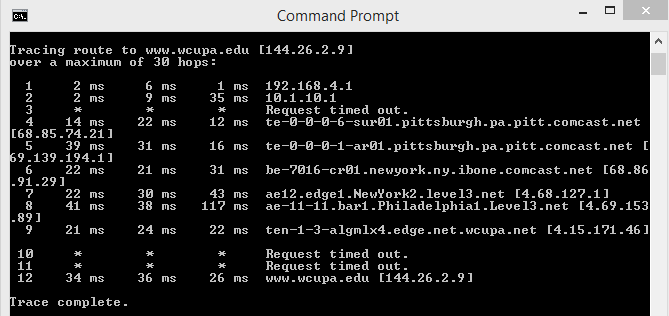 Command Prompt
Tracing route to www.wcupa.edu [144.26.2.9]
over a maximum of 30 hops:
1 2 ms 6 ms 1 ms 192.168.4.1
2 2 ms 9 ms 35 ms 10.1.10.1
3 * * * Request timed out.
4 14 ms 22 ms 12 ms te-0-0-0-6-sur01.pittsburgh.pa.pitt.comcast.net
[68.85.74.21]
5 39 ms 31 ms 16 ms te-0-0-0-1-ar01.pittsburgh.pa.pitt.comcast.net [
69.139.194.1]
6 22 ms 21 ms 31 ms be-7016-cr01.newyork.ny.ibone.comcast.net [68.86
.91.29]
7 22 ms 30 ms 43 ms ae12.edge1.NewYork2.level3.net [4.68.127.1]
8 41 ms 38 ms 117 ms ae-11-11.bar1.Philadelphia1.Level3.net [4.69.153
.89]
9 21 ms 24 ms 22 ms ten-1-3-algmlx4.edge.net.wcupa.net [4.15.171.46]
10 * * * Request timed out.
11 * * * Request timed out.
12 34 ms 36 ms 26 ms www.wcupa.edu [144.26.2.9]
Trace complete.